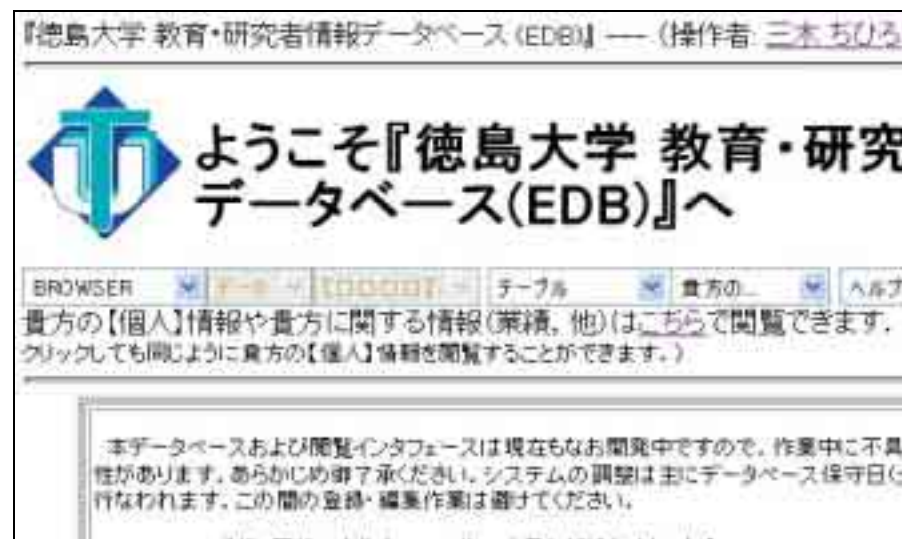 『徳島大学 教育・研究者情報データベース (EDB)』 --- (操作者: 三木 ちひろ
ようこそ『徳島大学 教育・研究
データベース(EDB)』へ
BROWSER テーブル 貴方の... ヘルプ
貴方の【個人】情報や貴方に関する情報(業績, 他)はこちらで閲覧できます.
クリックしても同じように貴方の【個人】情報を閲覧することができます. )
本データベースおよび閲覧インタフェースは現在もなお開発中ですので, 作業中に不具
性があります. あらかじめ御了承ください. システムの調整は主にデータベース保守日(
行なわれます. この間の登録・編集作業は避けてください.